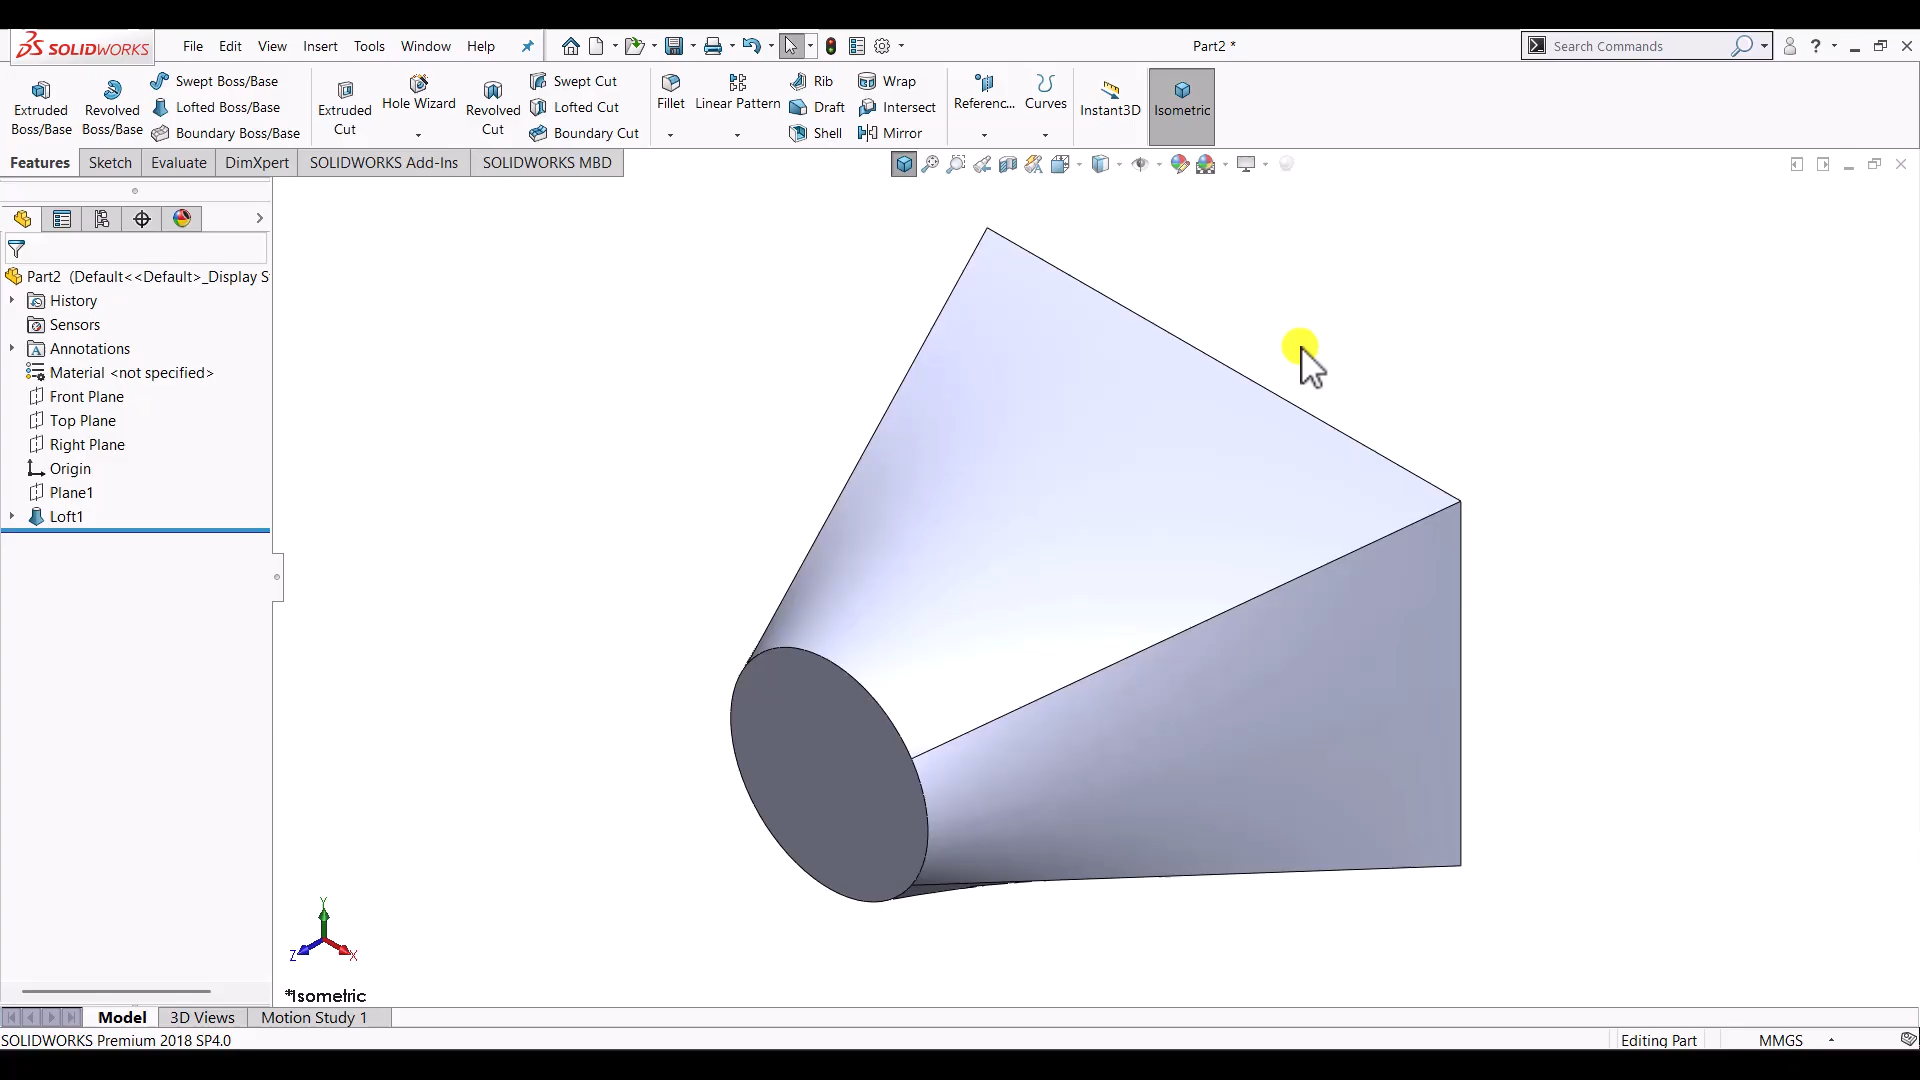 SOLIDWORKS File Edit View Insert Tools Window Help Part2 * Search Commands ?
Extruded Boss/Base
Revolved Boss/Base
Swept Boss/Base
Lofted Boss/Base
Boundary Boss/Base
Extruded Cut
Hole Wizard
Revolved Cut
Swept Cut
Lofted Cut
Boundary Cut
Fillet
Linear Pattern
Rib
Draft
Shell
Wrap
Intersect
Mirror
Referenc...
Curves
Instant3D
Isometric
Features Sketch Evaluate DimXpert SOLIDWORKS Add-Ins SOLIDWORKS MBD
Part2 (Default<<Default>_Display S
History
Sensors
A Annotations
Material <not specified>
Front Plane
Top Plane
Right Plane
Origin
Plane1
Loft1
Y
Z X
*Isometric
Model 3D Views Motion Study 1
SOLIDWORKS Premium 2018 SP4.0 Editing Part MMGS